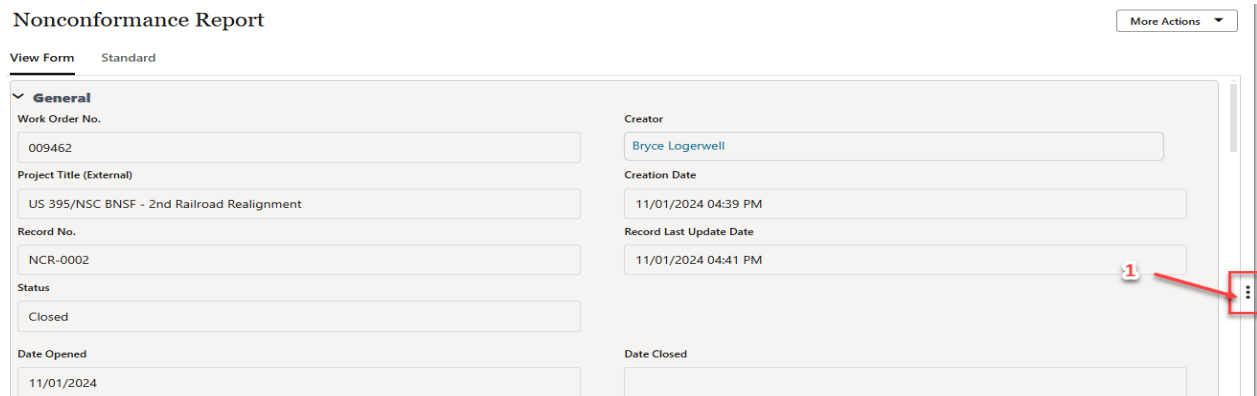 Nonconformance Report
More Actions
View Form Standard
General
Work Order No. Creator
009462 Bryce Logerwell
Project Title (External) Creation Date
US 395/NSC BNSF - 2nd Railroad Realignment 11/01/2024 04:39 PM
Record No. Record Last Update Date
NCR-0002 11/01/2024 04:41 PM
1
Status
Closed
Date Opened Date Closed
11/01/2024